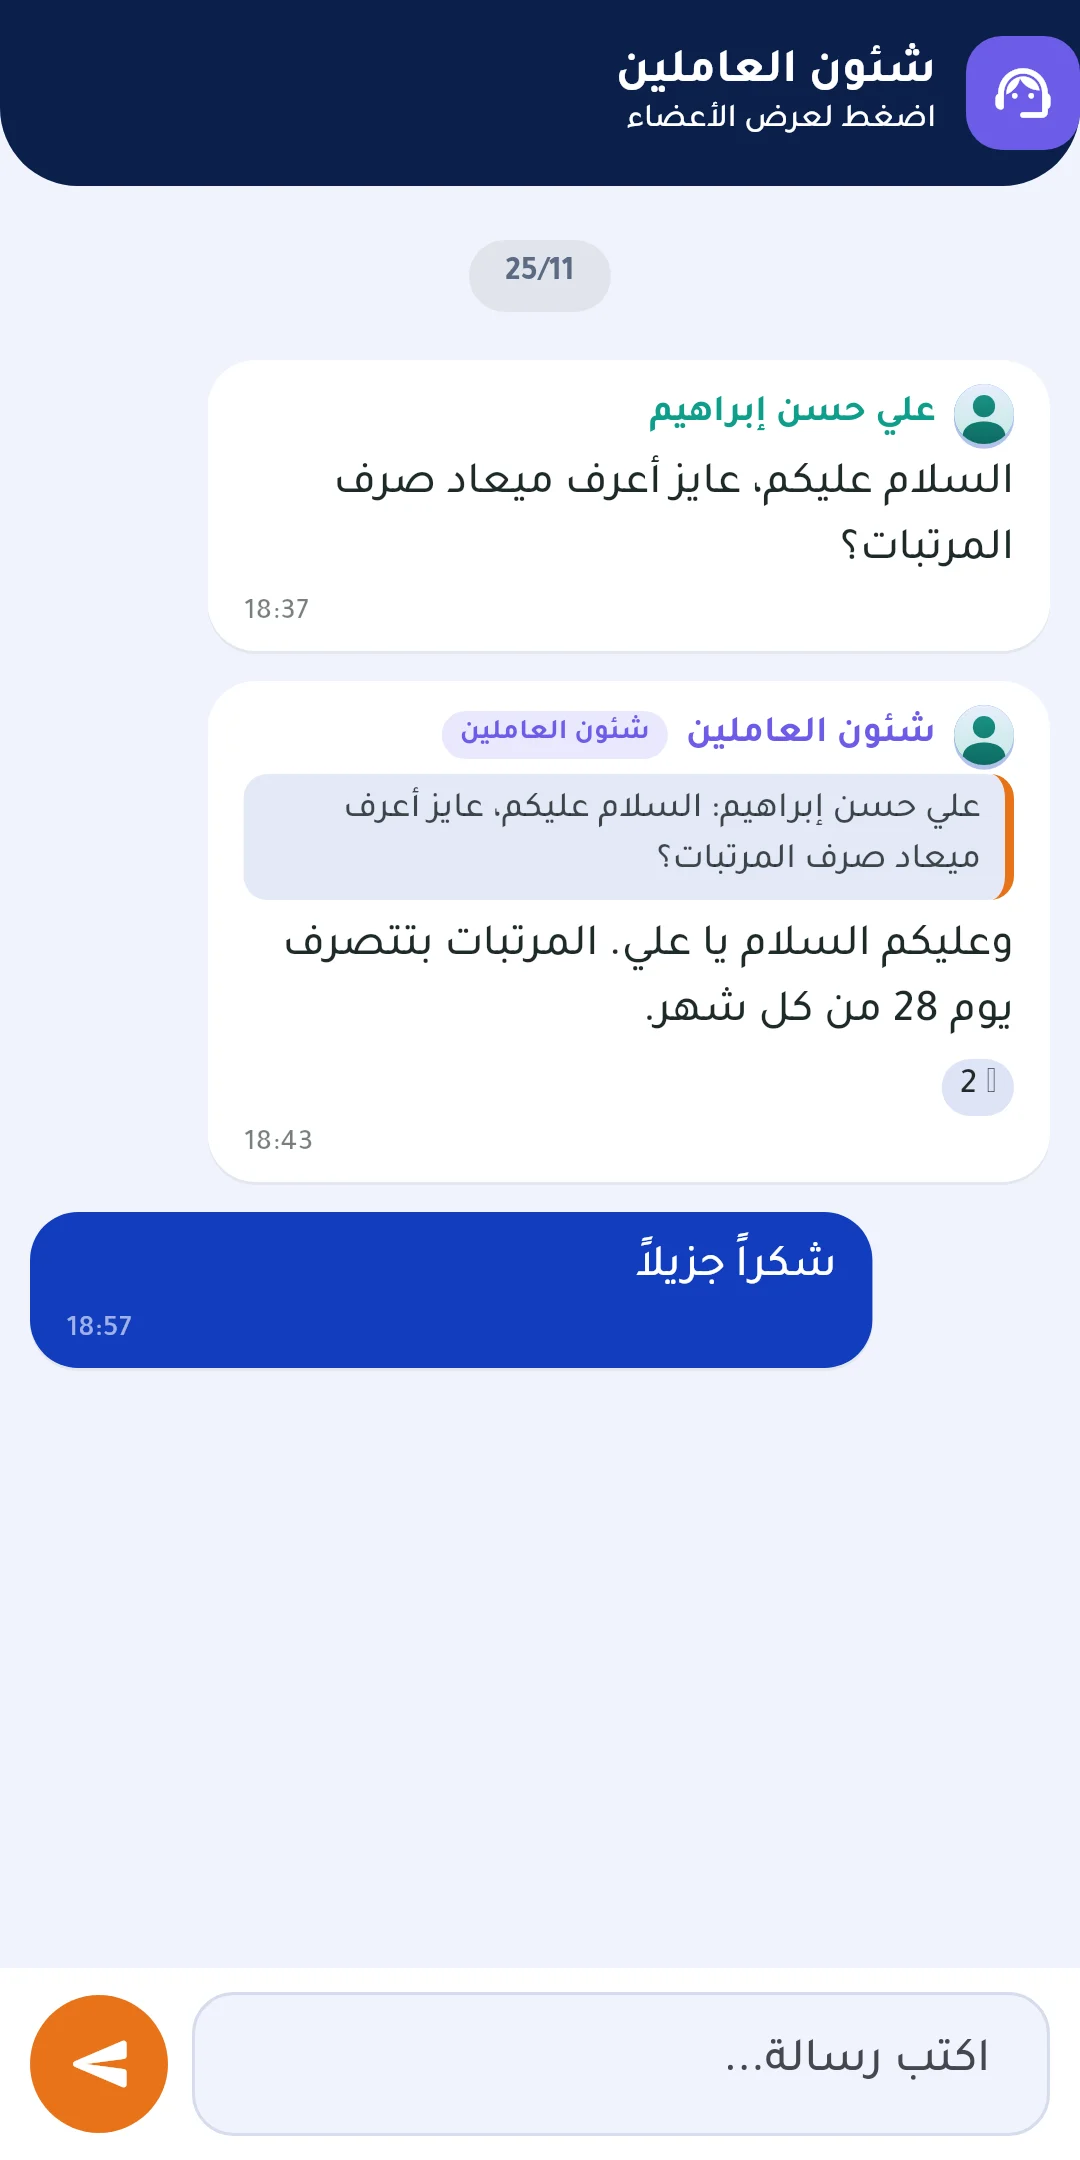 شئون العاملين
اضغط لعرض الأعضاء
25/11
علي حسن إبراهيم
السلام عليكم، عايز أعرف ميعاد صرف
المرتبات؟
18:37
شئون العاملين شئون العاملين
علي حسن إبراهيم: السلام عليكم، عايز أعرف
ميعاد صرف المرتبات؟
وعليكم السلام يا علي. المرتبات بتتصرف
يوم 28 من كل شهر.
2
18:43
شكراً جزيلاً
18:57
اكتب رسالة...